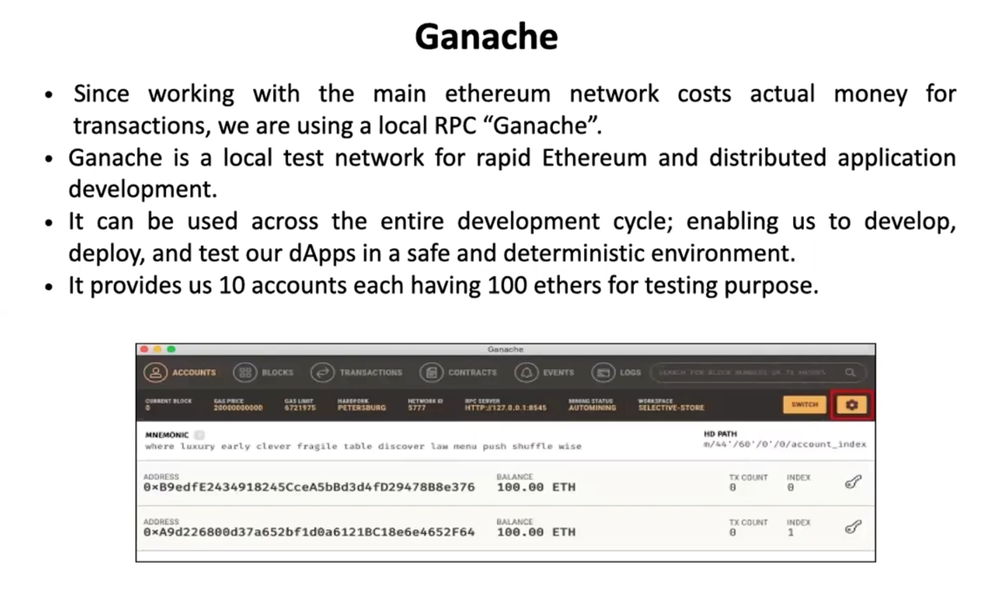 Ganache
• Since working with the main ethereum network costs actual money for
transactions, we are using a local RPC “Ganache”.
• Ganache is a local test network for rapid Ethereum and distributed application
development.
• It can be used across the entire development cycle; enabling us to develop,
deploy, and test our dApps in a safe and deterministic environment.
• It provides us 10 accounts each having 100 ethers for testing purpose.
Ganache
ACCOUNTS BLOCKS TRANSACTIONS CONTRACTS EVENTS LOGS SEARCH FOR BLOCK NUMBERS OR TX HASHES
CURRENT BLOCK GAS PRICE GAS LIMIT HARDFORK NETWORK ID RPC SERVER MINING STATUS WORKSPACE
0 20000000000 6721975 PETERSBURG 5777 HTTP://127.0.0.1:8545 AUTOMINING SELECTIVE-STORE SWITCH
MNEMONIC HD PATH
where luxury early clever fragile table discover law menu push shuffle wise m/44'/60'/0'/0/account_index
ADDRESS BALANCE TX COUNT INDEX
0×B9edfE2434918245CceA5bBd3d4fD29478B8e376 100.00 ETH 0 0
ADDRESS BALANCE TX COUNT INDEX
0×A9d226800d37a652bf1d0a6121BC18e6e4652F64 100.00 ETH 0 1